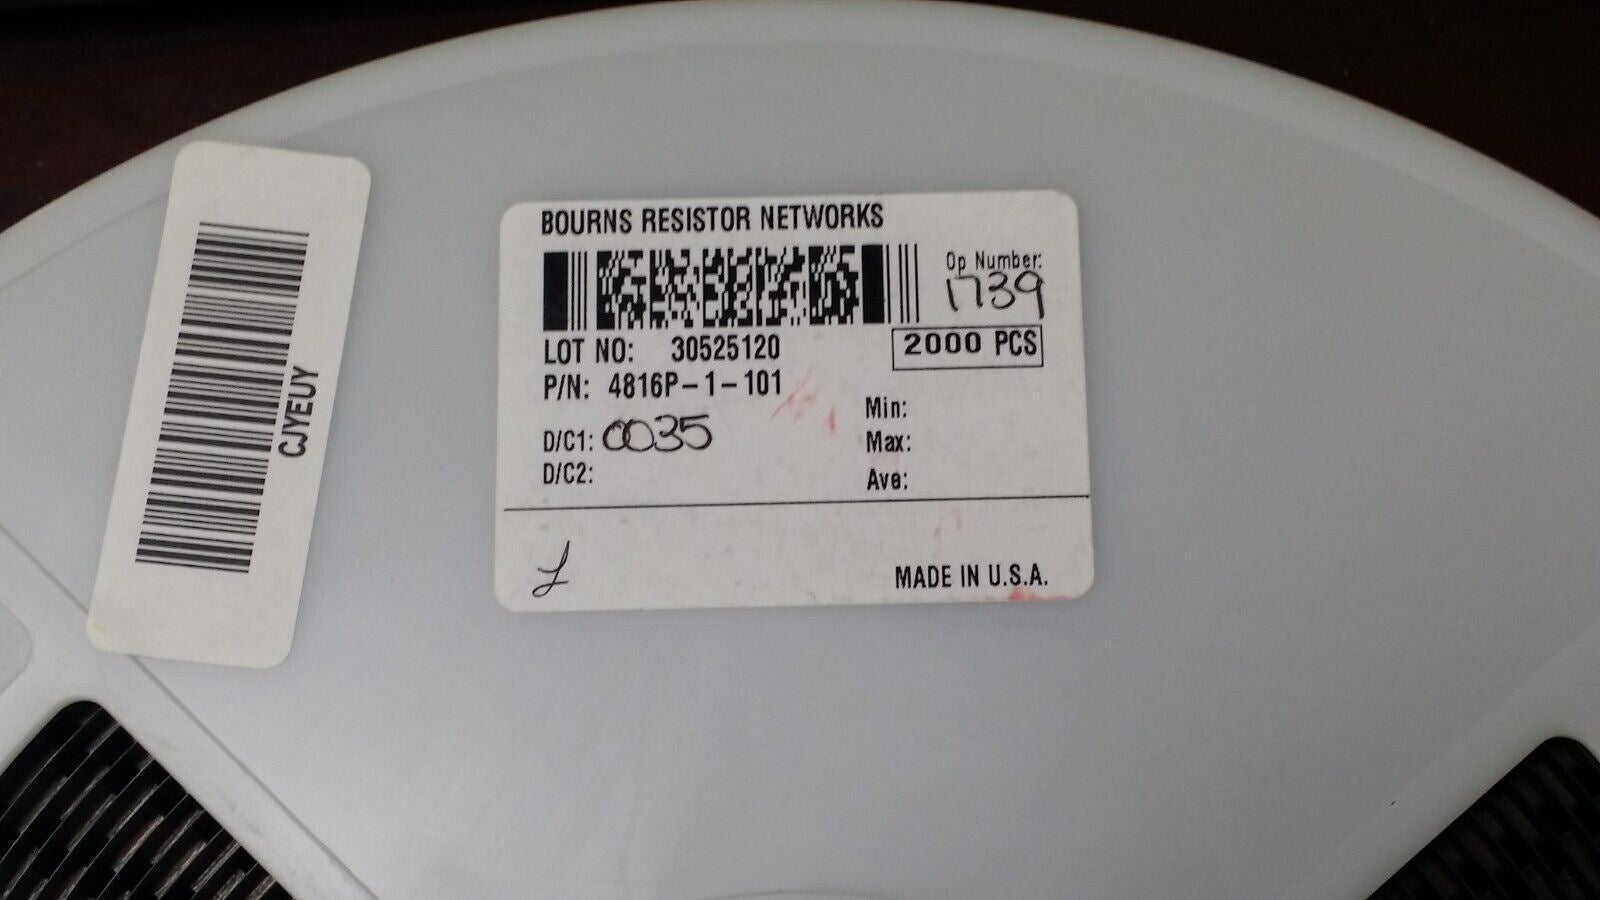 BOURNS RESISTOR NETWORKS
Op Number:
1739
LOT NO: 30525120
2000 PCS
P/N: 4816P-1-101
Min:
D/C1: 0035
Max:
D/C2:
Ave:
MADE IN U.S.A.
CJYEUY